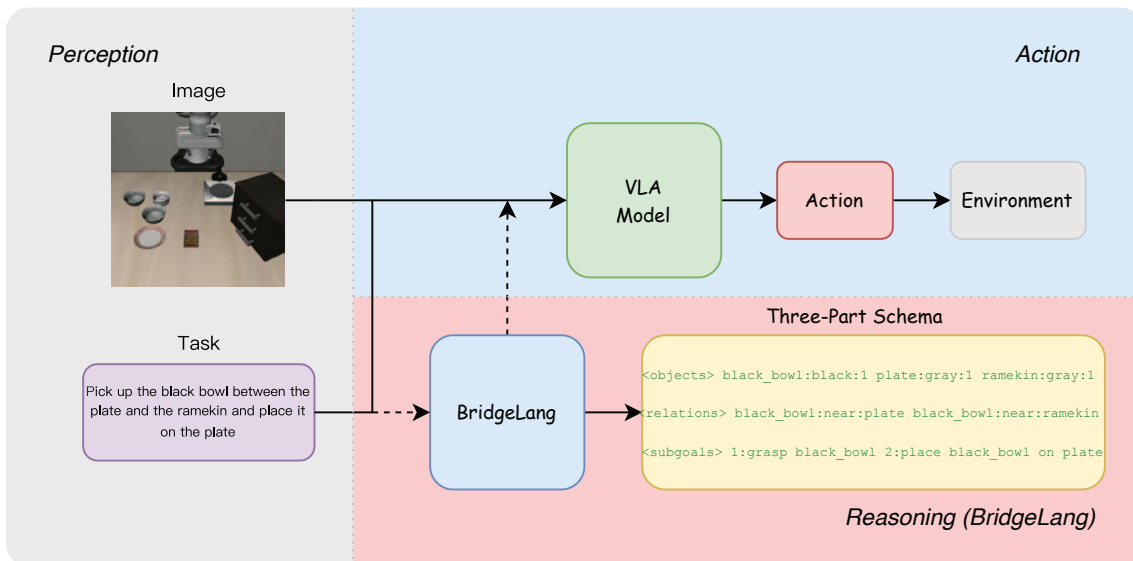 Perception
Action
Image
VLA
Model
Action
Environment
Three-Part Schema
Task
Pick up the black bowl between the
plate and the ramekin and place it
on the plate
BridgeLang
<objects> black_bowl:black:1 plate:gray:1 ramekin:gray:1
<relations> black_bowl:near:plate black_bowl:near:ramekin
<subgoals> 1:grasp black_bowl 2:place black_bowl on plate
Reasoning (BridgeLang)